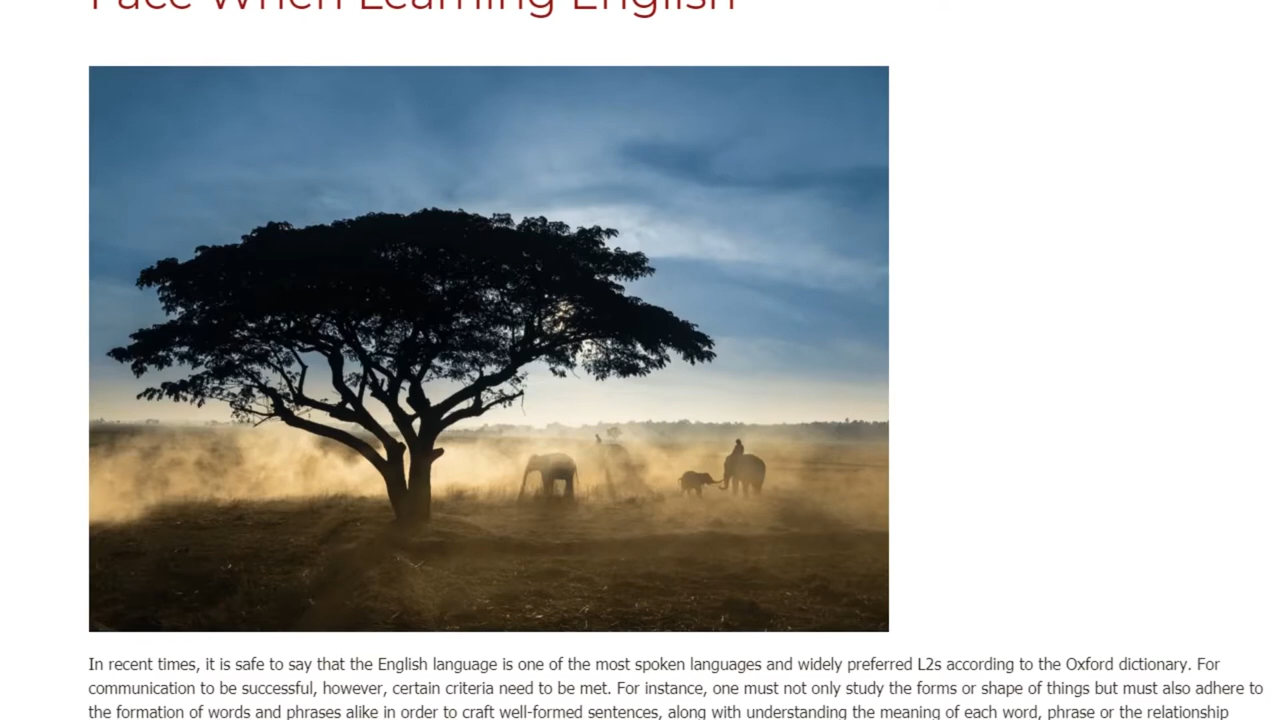 Face When Learning English
In recent times, it is safe to say that the English language is one of the most spoken languages and widely preferred L2s according to the Oxford dictionary. For
communication to be successful, however, certain criteria need to be met. For instance, one must not only study the forms or shape of things but must also adhere to
the formation of words and phrases alike in order to craft well-formed sentences, along with understanding the meaning of each word, phrase or the relationship